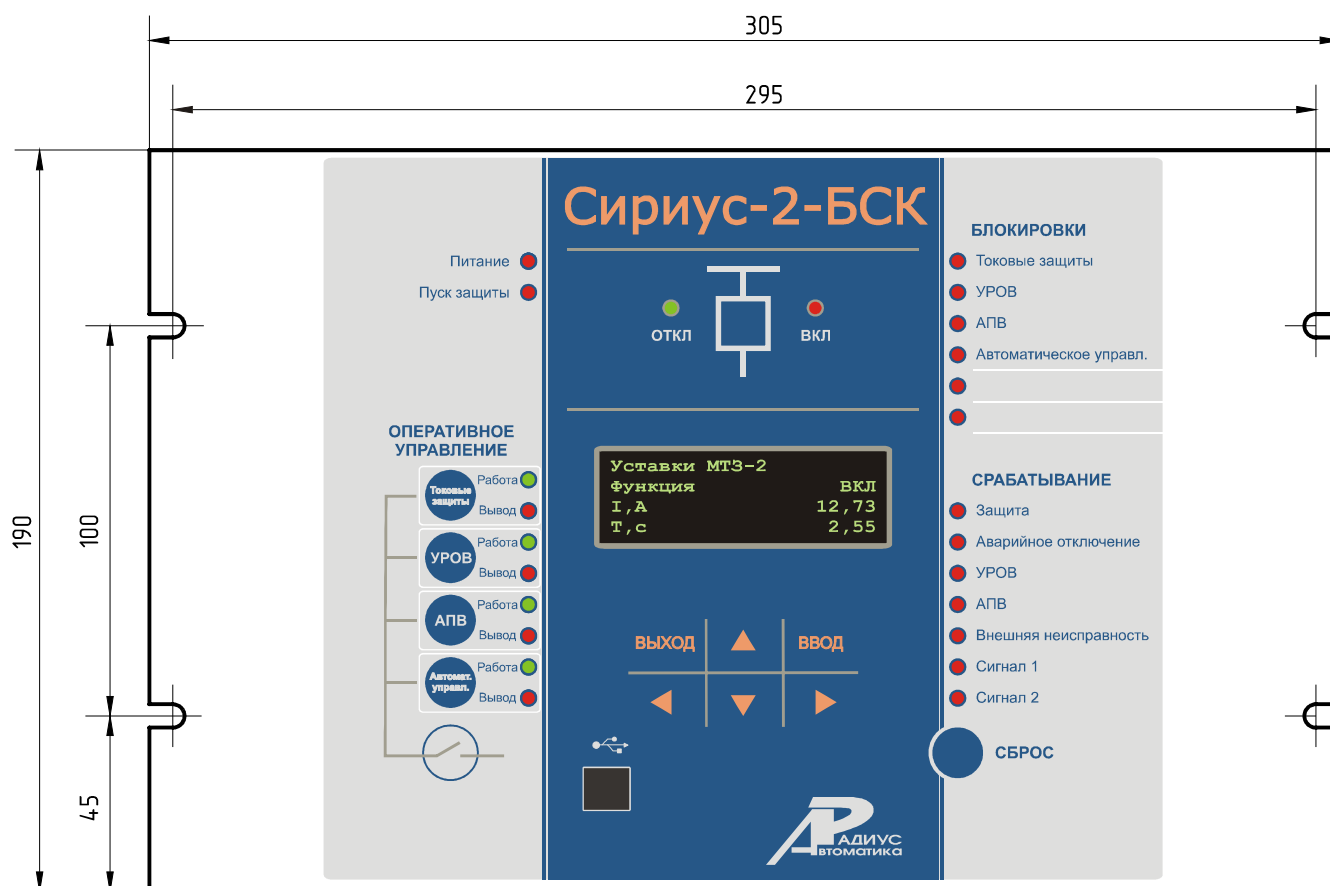 305
295
190
100
45
Сириус-2-БСК
Питание
Пуск защиты
ОТКЛ
ВКЛ
БЛОКИРОВКИ
Токовые защиты
УРОВ
АПВ
Автоматическое управл.
ОПЕРАТИВНОЕ
УПРАВЛЕНИЕ
Токовые
защиты
Работа
Вывод
УРОВ
Работа
Вывод
АПВ
Работа
Вывод
Автомат.
управл.
Работа
Вывод
Уставки МТЗ-2
Функция ВКЛ
I,А 12,73
Т,с 2,55
ВЫХОД
ВВОД
СРАБАТЫВАНИЕ
Защита
Аварийное отключение
УРОВ
АПВ
Внешняя неисправность
Сигнал 1
Сигнал 2
СБРОС
РАДИУС
Автоматика